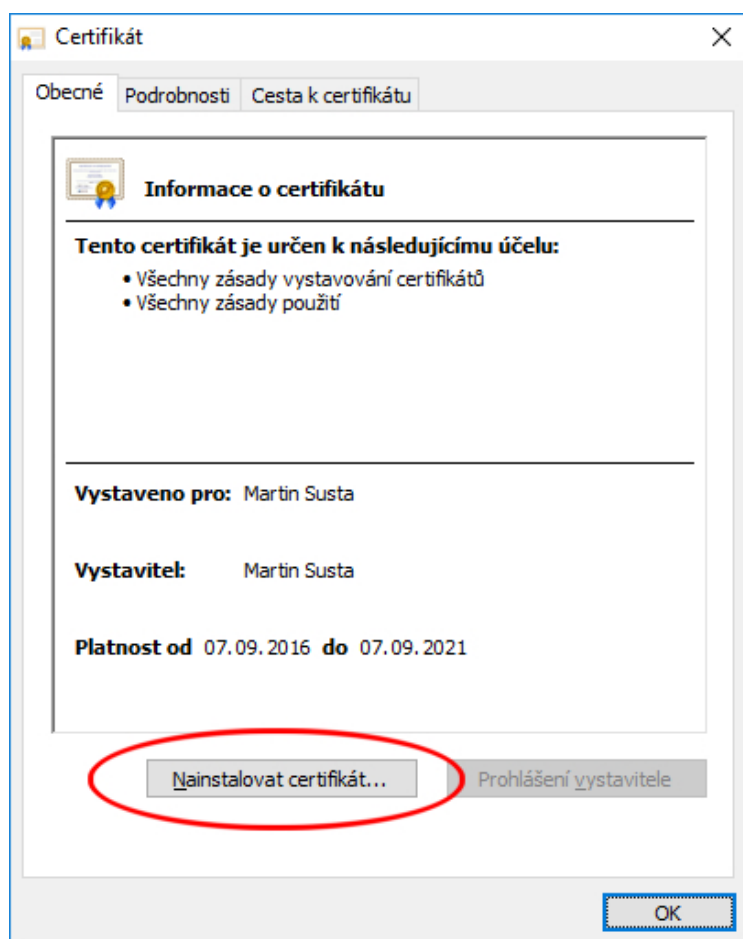 Certifikát
Obecné Podrobnosti Cesta k certifikátu
Informace o certifikátu
Tento certifikát je určen k následujícímu účelu:
• Všechny zásady vystavování certifikátů
• Všechny zásady použití
Vystaveno pro: Martin Susta
Vystavitel: Martin Susta
Platnost od 07.09.2016 do 07.09.2021
Nainstalovat certifikát... Prohlášení vystavitele
OK